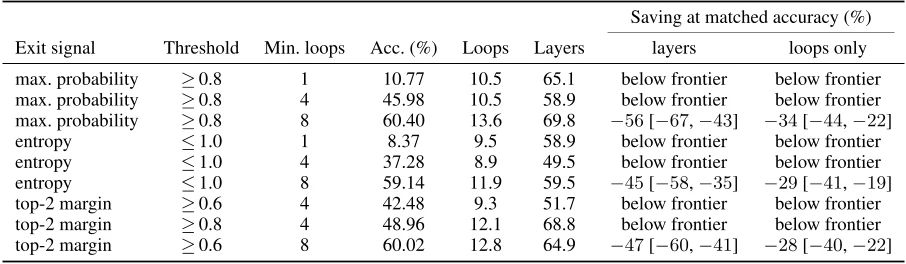 Saving at matched accuracy (%)
Exit signal Threshold Min. loops Acc. (%) Loops Layers layers loops only
max. probability ≥ 0.8 1 10.77 10.5 65.1 below frontier below frontier
max. probability ≥ 0.8 4 45.98 10.5 58.9 below frontier below frontier
max. probability ≥ 0.8 8 60.40 13.6 69.8 −56 [−67, −43] −34 [−44, −22]
entropy ≤ 1.0 1 8.37 9.5 58.9 below frontier below frontier
entropy ≤ 1.0 4 37.28 8.9 49.5 below frontier below frontier
entropy ≤ 1.0 8 59.14 11.9 59.5 −45 [−58, −35] −29 [−41, −19]
top-2 margin ≥ 0.6 4 42.48 9.3 51.7 below frontier below frontier
top-2 margin ≥ 0.8 4 48.96 12.1 68.8 below frontier below frontier
top-2 margin ≥ 0.6 8 60.02 12.8 64.9 −47 [−60, −41] −28 [−40, −22]